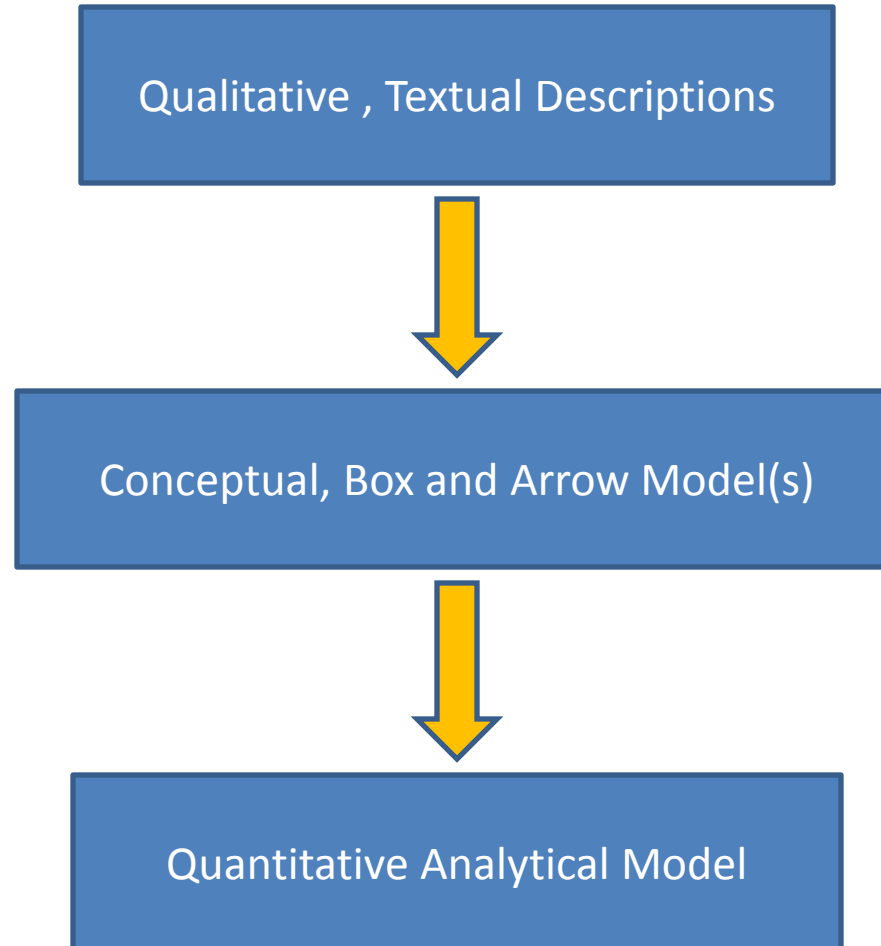 Qualitative , Textual Descriptions
Conceptual, Box and Arrow Model(s)
Quantitative Analytical Model